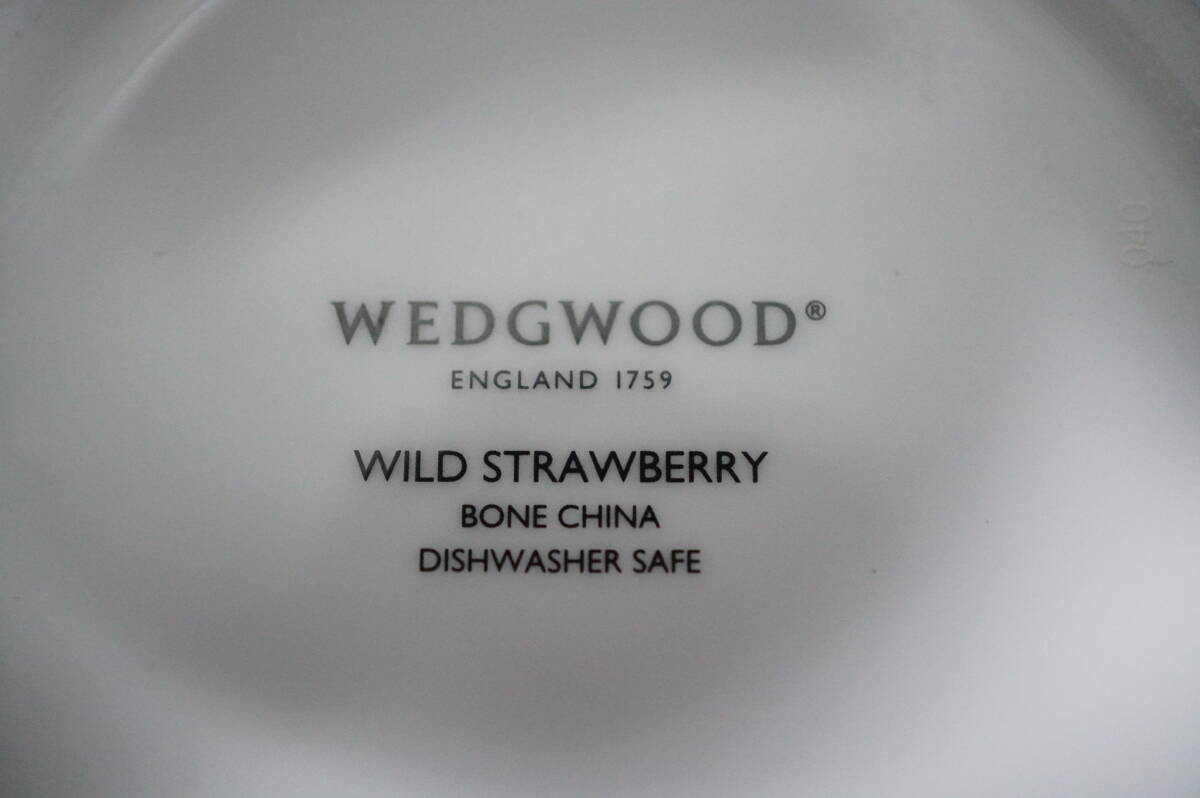 WEDGWOOD®
ENGLAND 1759
WILD STRAWBERRY
BONE CHINA
DISHWASHER SAFE